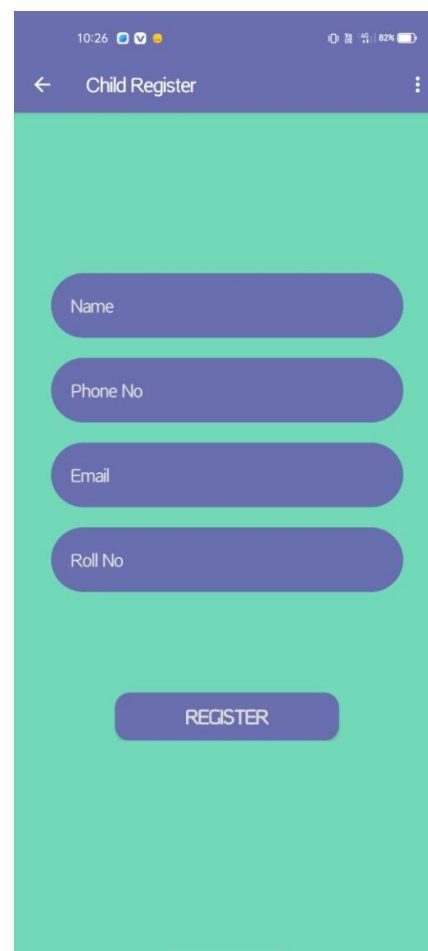 10:26 82%
Child Register
Name
Phone No
Email
Roll No
REGISTER